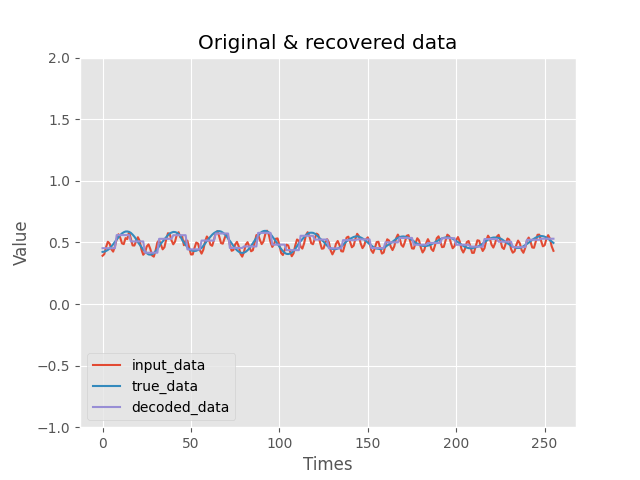 Original & recovered data
2.0
1.5
1.0
0.5
0.0
−0.5
−1.0
Value
input_data
true_data
decoded_data
0 50 100 150 200 250
Times